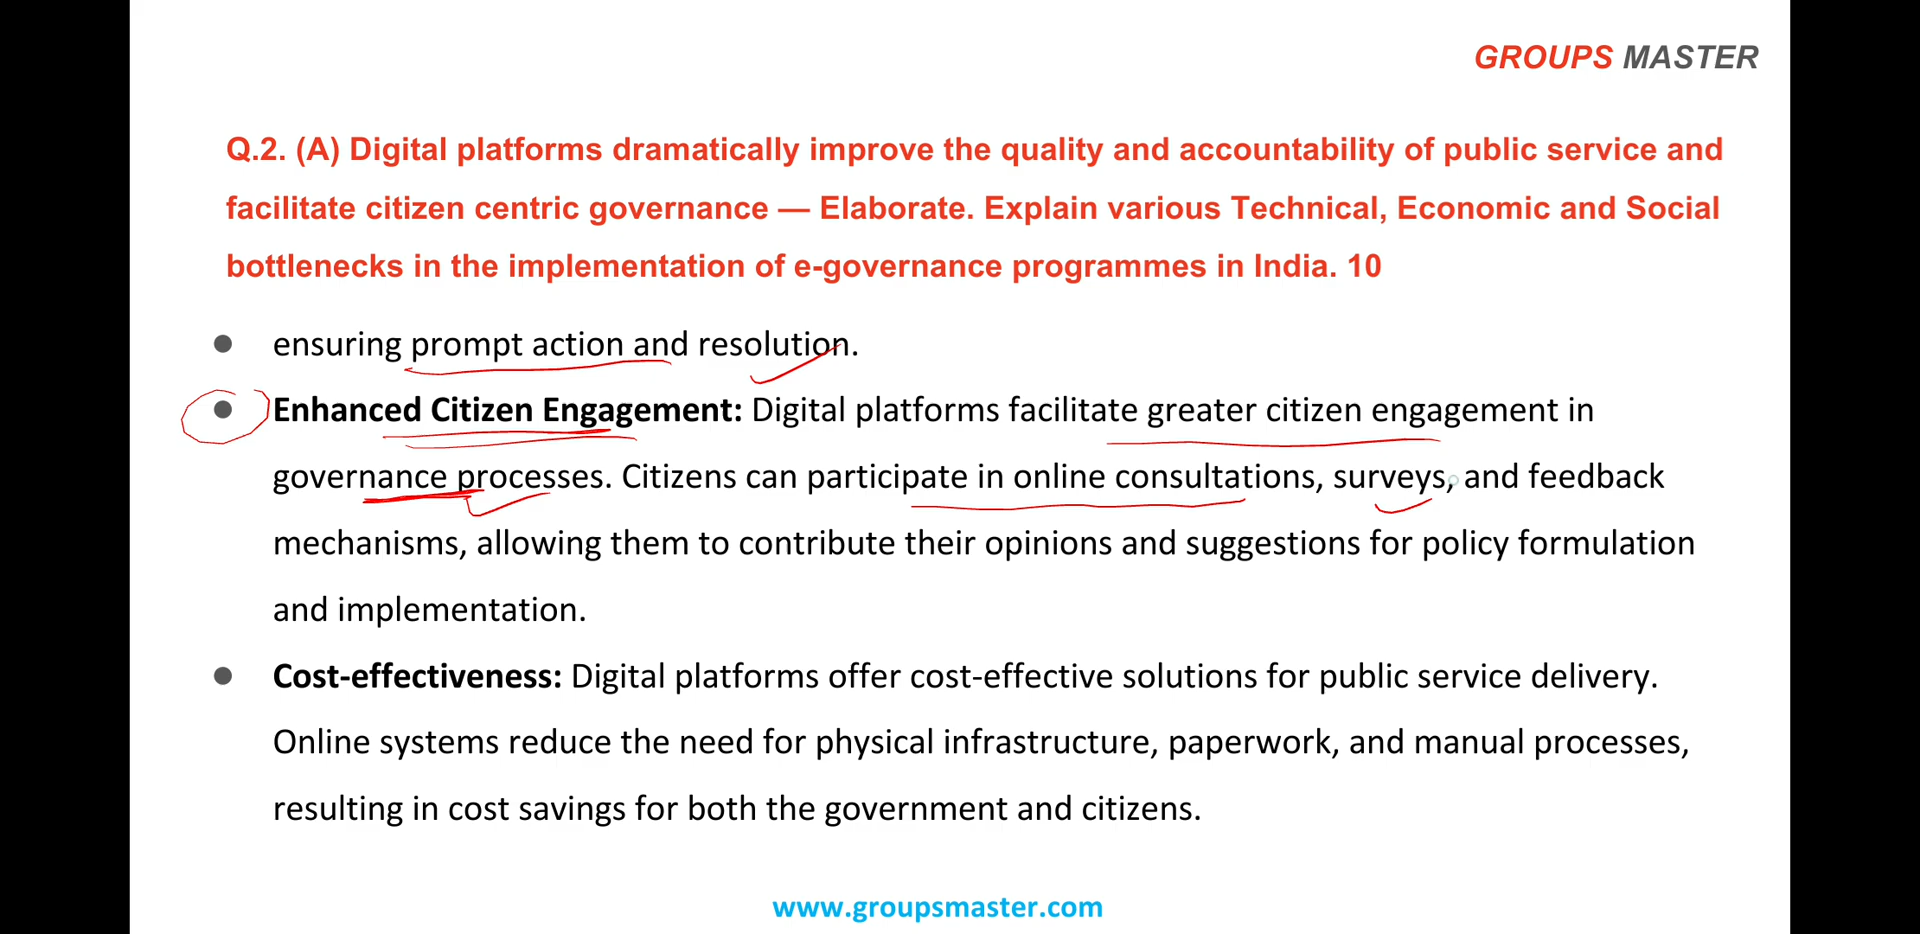 GROUPS MASTER
Q.2. (A) Digital platforms dramatically improve the quality and accountability of public service and
facilitate citizen centric governance — Elaborate. Explain various Technical, Economic and Social
bottlenecks in the implementation of e-governance programmes in India. 10
● ensuring prompt action and resolution.
● Enhanced Citizen Engagement: Digital platforms facilitate greater citizen engagement in
governance processes. Citizens can participate in online consultations, surveys, and feedback
mechanisms, allowing them to contribute their opinions and suggestions for policy formulation
and implementation.
● Cost-effectiveness: Digital platforms offer cost-effective solutions for public service delivery.
Online systems reduce the need for physical infrastructure, paperwork, and manual processes,
resulting in cost savings for both the government and citizens.
www.groupsmaster.com